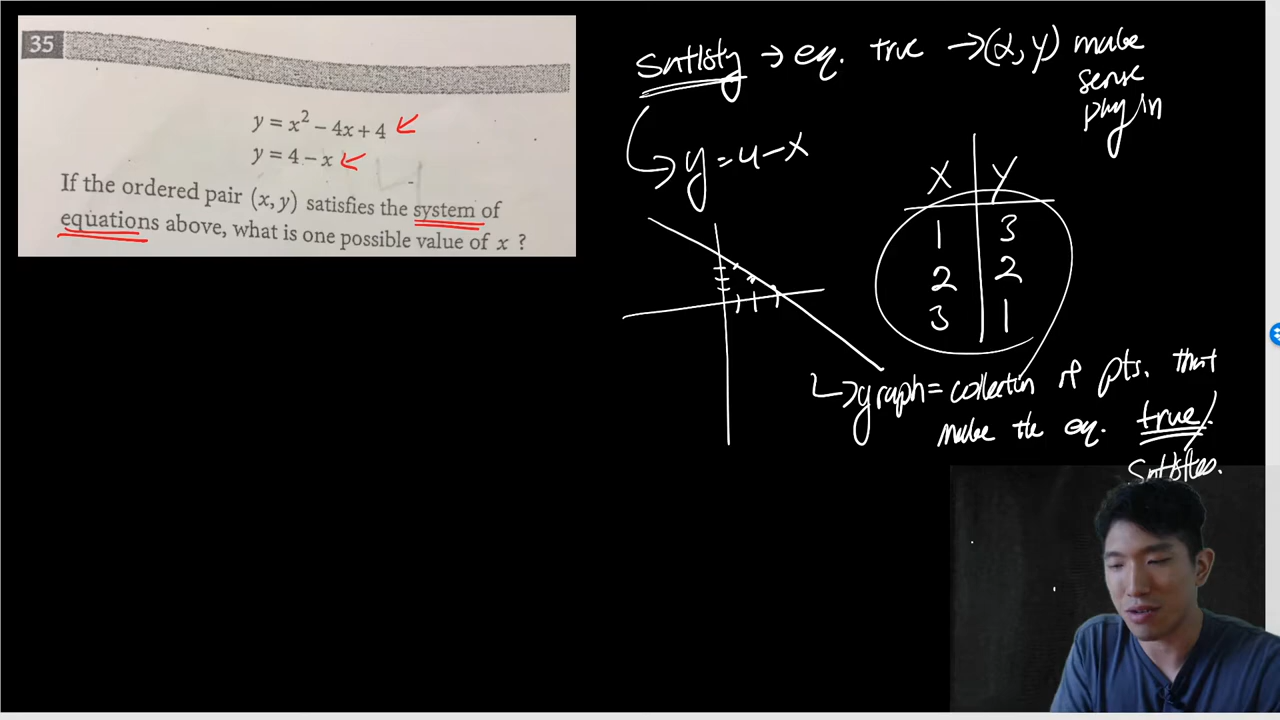 35
y = x² − 4x + 4
y = 4 − x
If the ordered pair (x, y) satisfies the system of
equations above, what is one possible value of x ?
satisfy → eq. true → (x, y) make
sense
plug in
y = 4 − x
X Y
1 3
2 2
3 1
graph = collection of pts. that
make the eq. true/
satisfies.